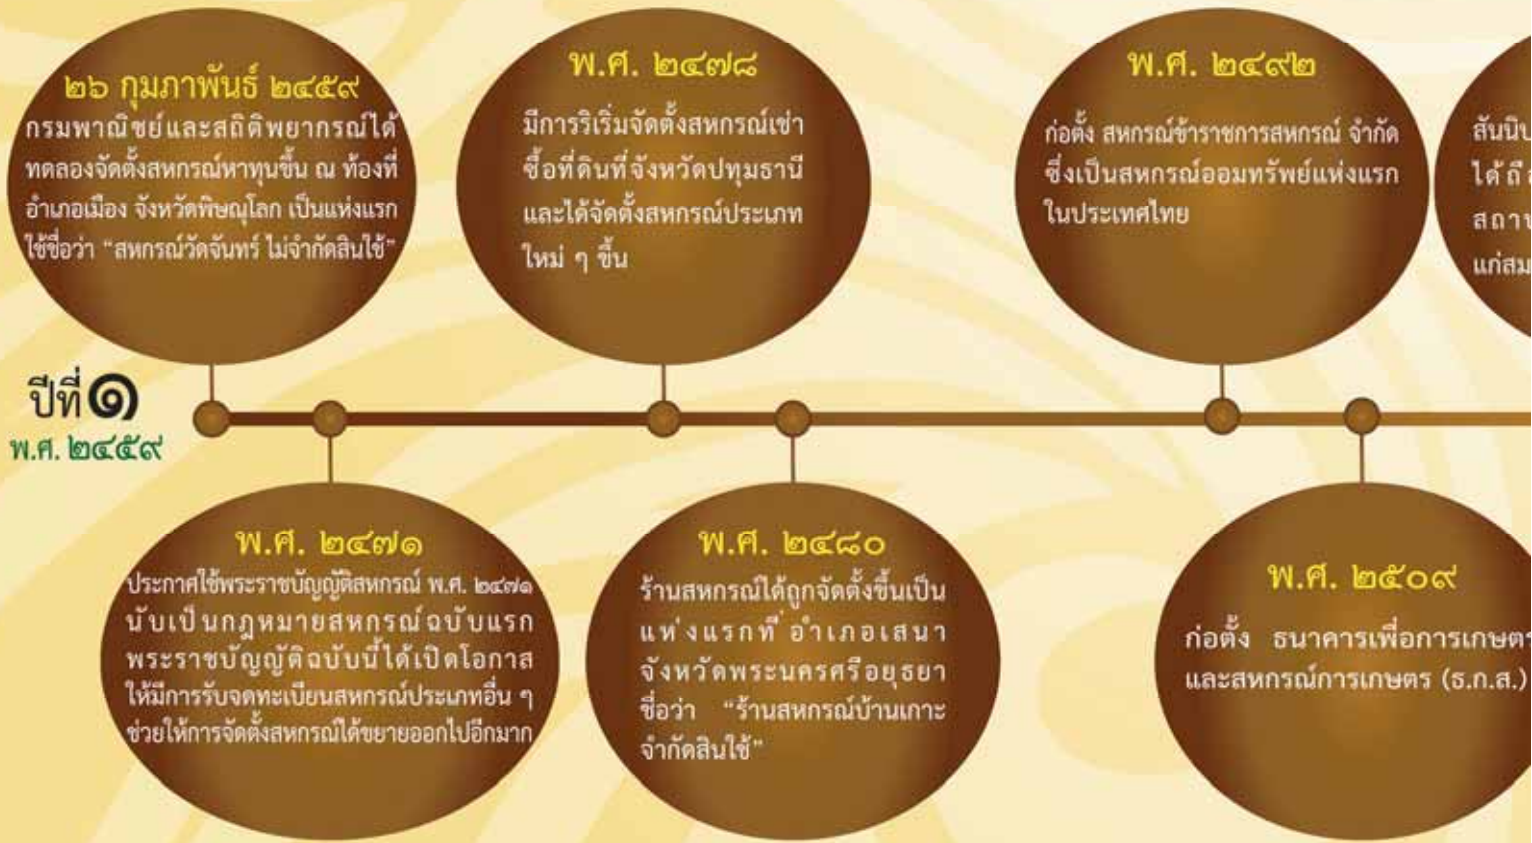 ๒๖ กุมภาพันธ์ ๒๔๕๙
กรมพาณิชย์และสถิติพยากรณ์ได้
ทดลองจัดตั้งสหกรณ์หาทุนขึ้น ณ ท้องที่
อำเภอเมือง จังหวัดพิษณุโลก เป็นแห่งแรก
ใช้ชื่อว่า “สหกรณ์วัดจันทร์ ไม่จำกัดสินใช้”
พ.ศ. ๒๔๗๘
มีการริเริ่มจัดตั้งสหกรณ์เช่า
ซื้อที่ดินที่จังหวัดปทุมธานี
และได้จัดตั้งสหกรณ์ประเภท
ใหม่ ๆ ขึ้น
พ.ศ. ๒๔๙๒
ก่อตั้ง สหกรณ์ข้าราชการสหกรณ์ จำกัด
ซึ่งเป็นสหกรณ์ออมทรัพย์แห่งแรก
ในประเทศไทย
ได้ถือ
ปีที่ ๑
พ.ศ. ๒๔๕๙
พ.ศ. ๒๔๗๑
ประกาศใช้พระราชบัญญัติสหกรณ์ พ.ศ. ๒๔๗๑
นับเป็นกฎหมายสหกรณ์ฉบับแรก
พระราชบัญญัติฉบับนี้ได้เปิดโอกาส
ให้มีการรับจดทะเบียนสหกรณ์ประเภทอื่น ๆ
ช่วยให้การจัดตั้งสหกรณ์ได้ขยายออกไปอีกมาก
พ.ศ. ๒๔๘๐
ร้านสหกรณ์ได้ถูกจัดตั้งขึ้นเป็น
แห่งแรกที่ อำเภอเสนา
จังหวัดพระนครศรีอยุธยา
ชื่อว่า “ร้านสหกรณ์บ้านเกาะ
จำกัดสินใช้”
พ.ศ. ๒๕๐๙
ก่อตั้ง ธนาคารเพื่อการเกษตร
และสหกรณ์การเกษตร (ธ.ก.ส.)